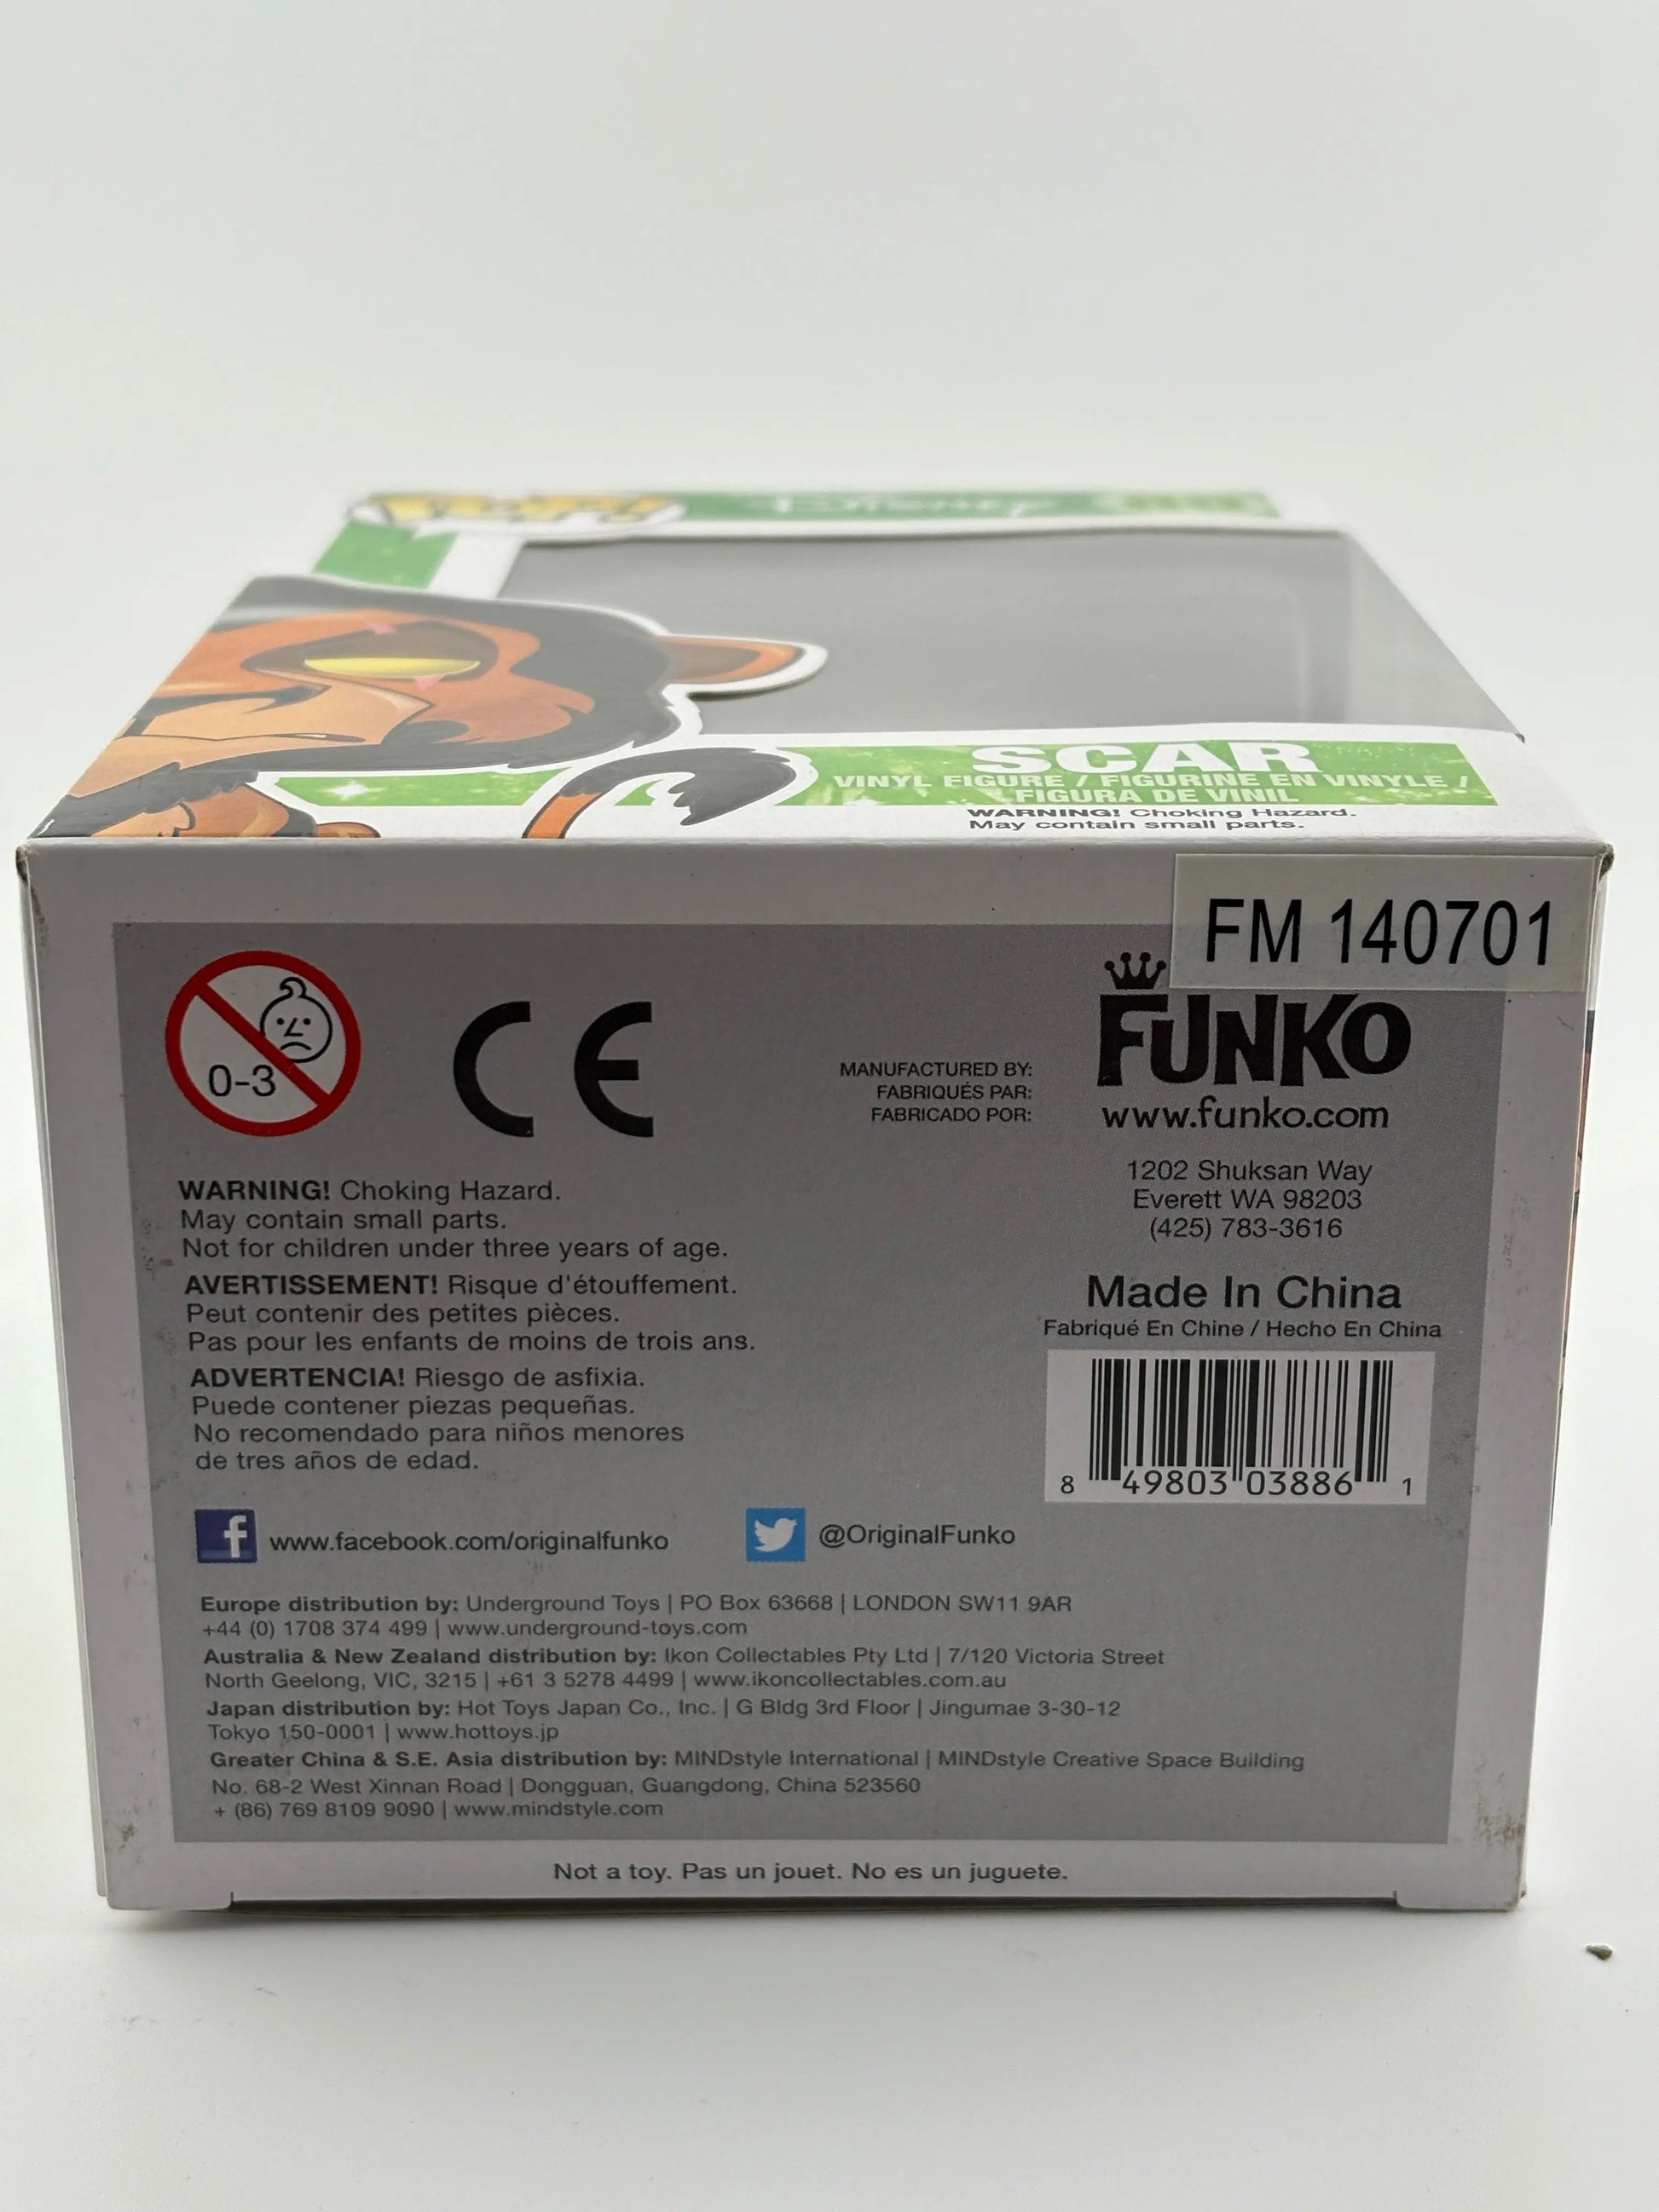 POP!
Disney
SCAR
VINYL FIGURE / FIGURINE EN VINYLE /
FIGURA DE VINIL
WARNING! Choking Hazard.
May contain small parts.
FM 140701
0-3
CE
MANUFACTURED BY:
FABRIQUÉS PAR:
FABRICADO POR:
FUNKO
www.funko.com
1202 Shuksan Way
Everett WA 98203
(425) 783-3616
Made In China
Fabriqué En Chine / Hecho En China
8 49803 03886 1
WARNING! Choking Hazard.
May contain small parts.
Not for children under three years of age.
AVERTISSEMENT! Risque d'étouffement.
Peut contenir des petites pièces.
Pas pour les enfants de moins de trois ans.
ADVERTENCIA! Riesgo de asfixia.
Puede contener piezas pequeñas.
No recomendado para niños menores
de tres años de edad.
f www.facebook.com/originalfunko
@OriginalFunko
Europe distribution by: Underground Toys | PO Box 63668 | LONDON SW11 9AR
+44 (0) 1708 374 499 | www.underground-toys.com
Australia & New Zealand distribution by: Ikon Collectables Pty Ltd | 7/120 Victoria Street
North Geelong, VIC, 3215 | +61 3 5278 4499 | www.ikoncollectables.com.au
Japan distribution by: Hot Toys Japan Co., Inc. | G Bldg 3rd Floor | Jingumae 3-30-12
Tokyo 150-0001 | www.hottoys.jp
Greater China & S.E. Asia distribution by: MINDstyle International | MINDstyle Creative Space Building
No. 68-2 West Xinnan Road | Dongguan, Guangdong, China 523560
+ (86) 769 8109 9090 | www.mindstyle.com
Not a toy. Pas un jouet. No es un juguete.